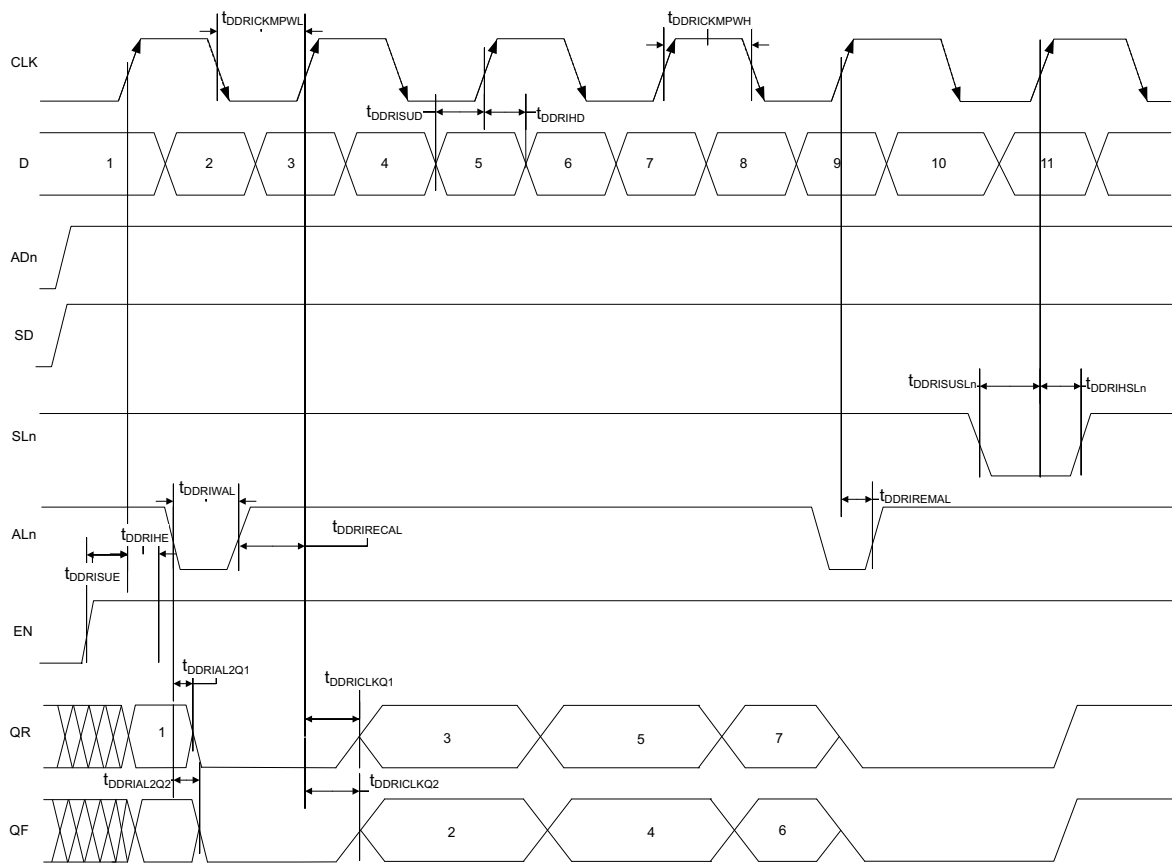 tDDRICKMPWL
tDDRICKMPWH
CLK
tDDRISUD
tDDRIHD
D
1 2 3 4 5 6 7 8 9 10 11
ADn
SD
tDDRISUSLn
tDDRIHSLn
SLn
tDDRIWAL
tDDRIREMAL
ALn
tDDRIHE
tDDRIRECAL
tDDRISUE
EN
tDDRIAL2Q1
tDDRICLKQ1
QR
1 3 5 7
tDDRIAL2Q2
tDDRICLKQ2
QF
2 4 6